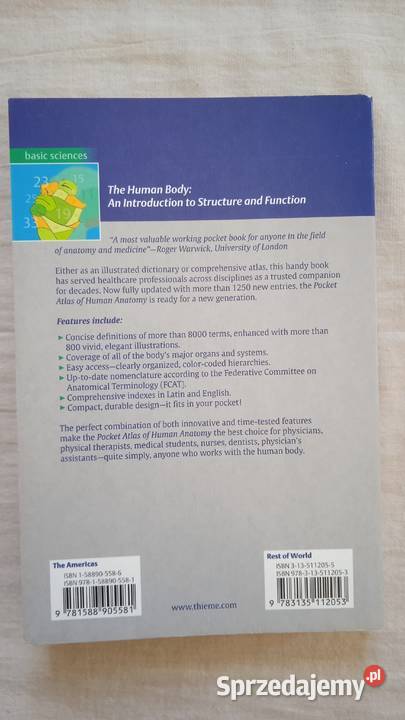 basic sciences
23
15
11
25
19
33
The Human Body:
An Introduction to Structure and Function
"A most valuable working pocket book for anyone in the field
of anatomy and medicine"—Roger Warwick, University of London
Either as an illustrated dictionary or comprehensive atlas, this handy book
has served healthcare professionals across disciplines as a trusted companion
for decades. Now fully updated with more than 1250 new entries, the Pocket
Atlas of Human Anatomy is ready for a new generation.
Features include:
► Concise definitions of more than 8000 terms, enhanced with more than
800 vivid, elegant illustrations.
► Coverage of all of the body's major organs and systems.
► Easy access—clearly organized, color-coded hierarchies.
► Up-to-date nomenclature according to the Federative Committee on
Anatomical Terminology (FCAT).
► Comprehensive indexes in Latin and English.
► Compact, durable design—it fits in your pocket!
The perfect combination of both innovative and time-tested features
make the Pocket Atlas of Human Anatomy the best choice for physicians,
physical therapists, medical students, nurses, dentists, physician's
assistants—quite simply, anyone who works with the human body.
The Americas
ISBN 1-58890-558-6
ISBN 978-1-58890-558-1
9 781588 905581
www.thieme.com
Rest of World
ISBN 3-13-511205-5
ISBN 978-3-13-511205-3
9 783135 112053
Sprzedajemy.pl